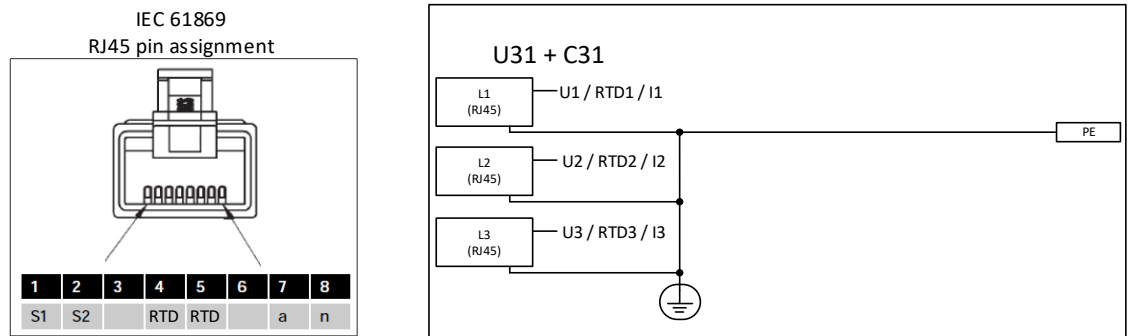 IEC 61869
RJ45 pin assignment
1 2 3 4 5 6 7 8
S1 S2 RTD RTD a n
U31 + C31
L1
(RJ45)
U1 / RTD1 / I1
PE
L2
(RJ45)
U2 / RTD2 / I2
L3
(RJ45)
U3 / RTD3 / I3